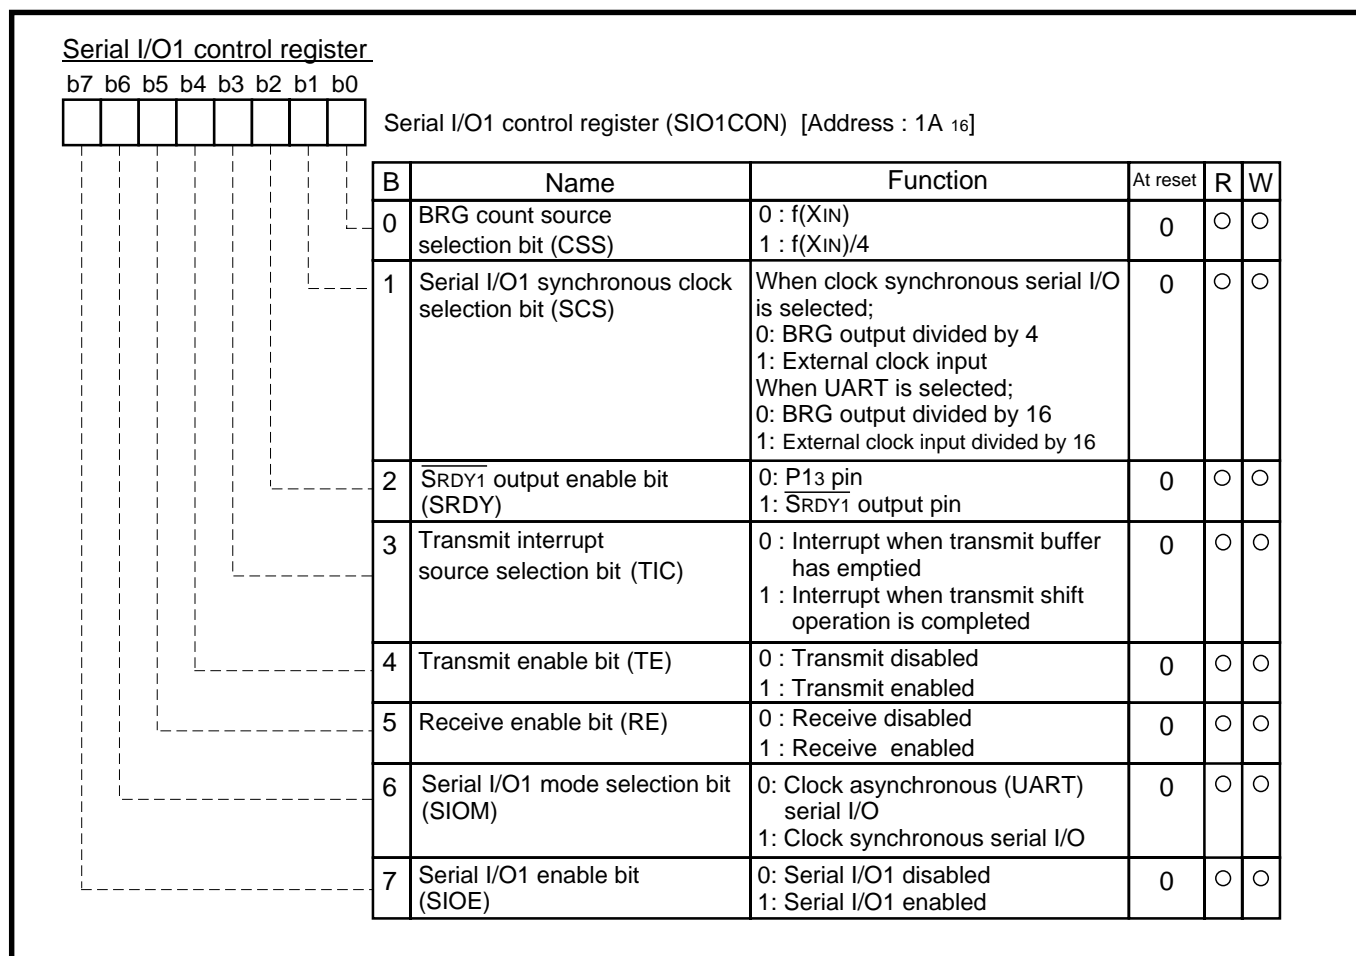 Serial I/O1 control register
b7 b6 b5 b4 b3 b2 b1 b0
Serial I/O1 control register (SIO1CON) [Address : 1A 16]
B Name Function At reset R W
0 BRG count source selection bit (CSS) 0 : f(XIN) 0 ○ ○
1 : f(XIN)/4
1 Serial I/O1 synchronous clock When clock synchronous serial I/O 0 ○ ○
selection bit (SCS) is selected;
0: BRG output divided by 4
1: External clock input
When UART is selected;
0: BRG output divided by 16
1: External clock input divided by 16
2 SRDY1 output enable bit 0: P13 pin 0 ○ ○
(SRDY) 1: SRDY1 output pin
3 Transmit interrupt 0 : Interrupt when transmit buffer 0 ○ ○
source selection bit (TIC) has emptied
1 : Interrupt when transmit shift
operation is completed
4 Transmit enable bit (TE) 0 : Transmit disabled 0 ○ ○
1 : Transmit enabled
5 Receive enable bit (RE) 0 : Receive disabled 0 ○ ○
1 : Receive enabled
6 Serial I/O1 mode selection bit 0: Clock asynchronous (UART) 0 ○ ○
(SIOM) serial I/O
1: Clock synchronous serial I/O
7 Serial I/O1 enable bit 0: Serial I/O1 disabled 0 ○ ○
(SIOE) 1: Serial I/O1 enabled